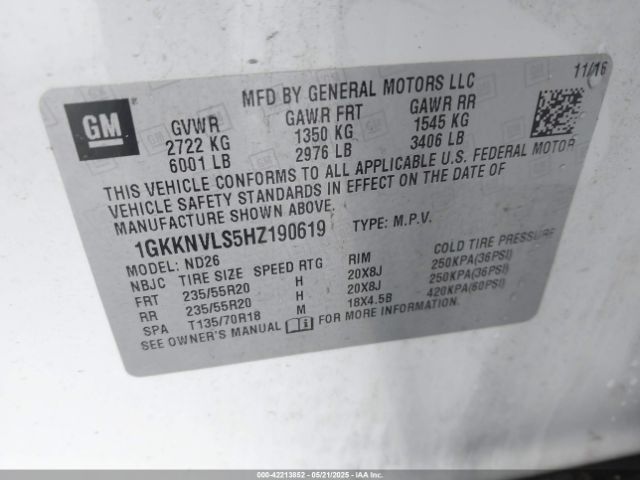 MFD BY GENERAL MOTORS LLC
11/16
GM
GVWR GAWR FRT GAWR RR
2722 KG 1350 KG 1545 KG
6001 LB 2976 LB 3406 LB
THIS VEHICLE CONFORMS TO ALL APPLICABLE U.S. FEDERAL MOTOR
VEHICLE SAFETY STANDARDS IN EFFECT ON THE DATE OF
MANUFACTURE SHOWN ABOVE.
1GKKNVLS5HZ190619 TYPE: M.P.V.
MODEL: ND26
NBJC TIRE SIZE SPEED RTG RIM COLD TIRE PRESSURE
FRT 235/55R20 H 20X8J 250KPA(36PSI)
RR 235/55R20 H 20X8J 250KPA(36PSI)
SPA T135/70R18 M 18X4.5B 420KPA(60PSI)
SEE OWNER'S MANUAL FOR MORE INFORMATION.
000-42213852 - 05/21/2025 - IAAI.COM